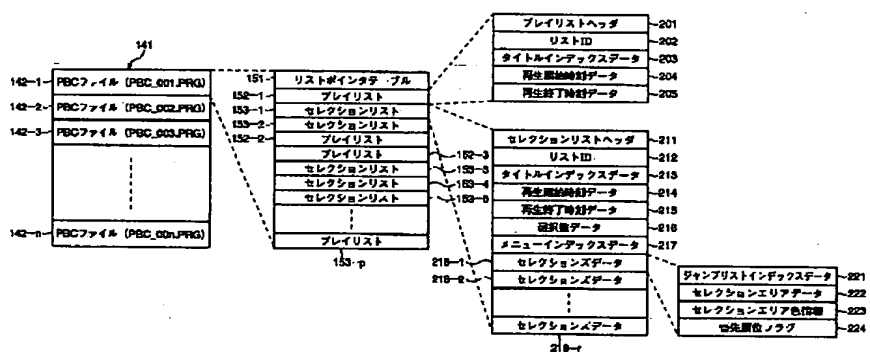 141
142-1 PBCファイル (PBC_001.PRG)
142-2 PBCファイル (PBC_002.PRG)
142-3 PBCファイル (PBC_003.PRG)
142-n PBCファイル (PBC_00n.PRG)
151 リストポインタテーブル
152-1 プレイリスト
153-1 セレクションリスト
153-2 セレクションリスト
152-2 プレイリスト
プレイリスト 152-3
セレクションリスト 153-3
セレクションリスト 153-4
セレクションリスト 153-5
プレイリスト
153-p
プレイリストヘッダ 201
リストID 202
タイトルインデックスデータ 203
再生開始時刻データ 204
再生終了時刻データ 205
セレクションリストヘッダ 211
リストID 212
タイトルインデックスデータ 213
再生開始時刻データ 214
再生終了時刻データ 215
選択数データ 216
メニューインデックスデータ 217
218-1 セレクションズデータ
218-2 セレクションズデータ
セレクションズデータ
218-r
ジャンプリストインデックスデータ 221
セレクションエリアデータ 222
セレクションエリア色情報 223
フラグ 224